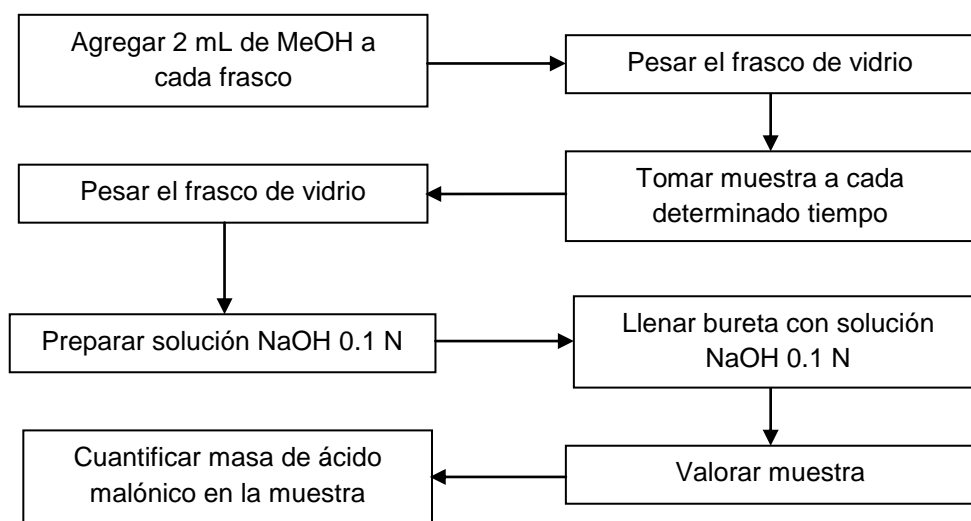 Agregar 2 mL de MeOH a
cada frasco
Pesar el frasco de vidrio
Tomar muestra a cada
determinado tiempo
Pesar el frasco de vidrio
Preparar solución NaOH 0.1 N
Llenar bureta con solución
NaOH 0.1 N
Valorar muestra
Cuantificar masa de ácido
malónico en la muestra